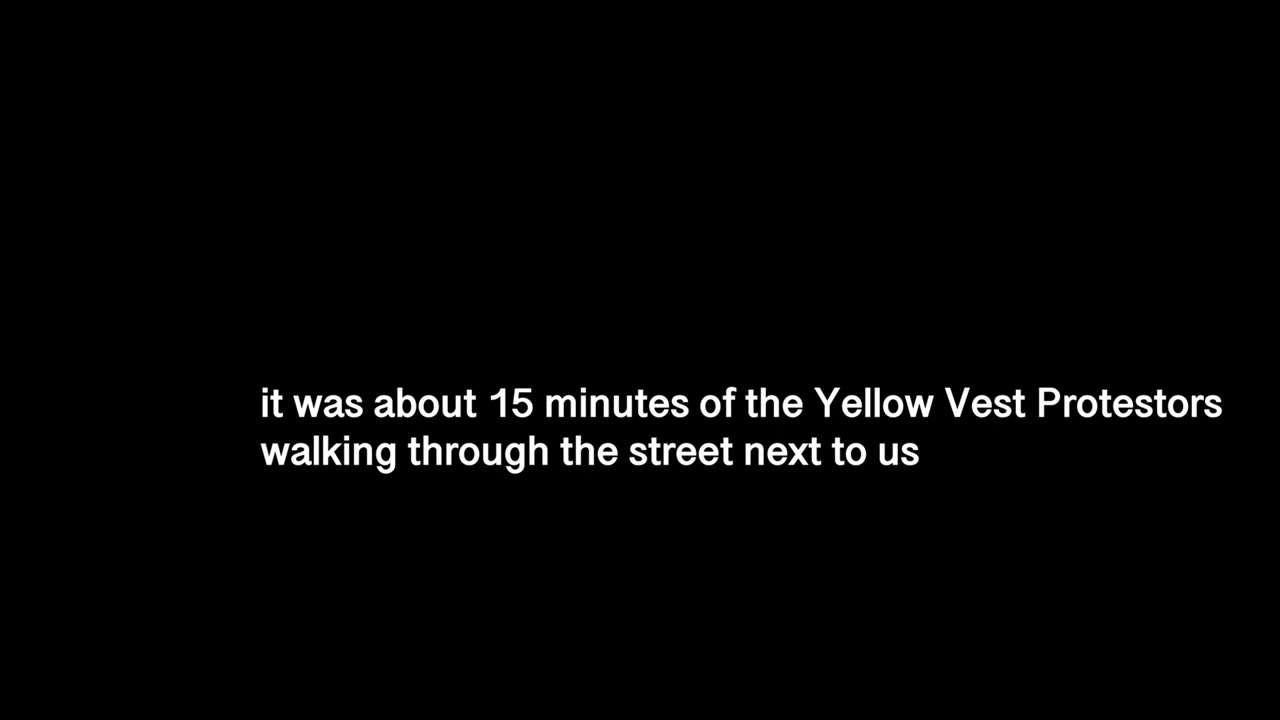 it was about 15 minutes of the Yellow Vest Protestors
walking through the street next to us